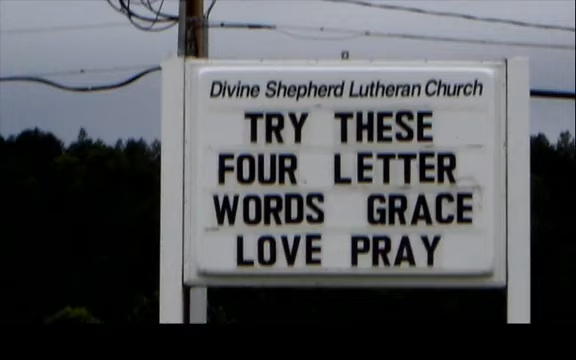 Divine Shepherd Lutheran Church
TRY THESE
FOUR LETTER
WORDS GRACE
LOVE PRAY